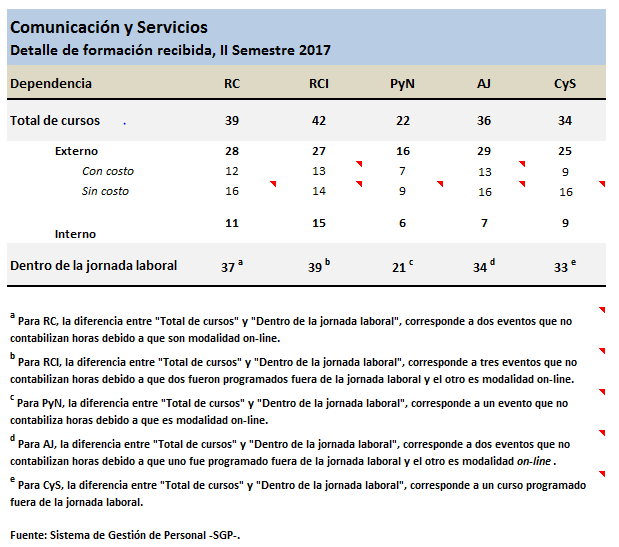 Comunicación y Servicios
Detalle de formación recibida, II Semestre 2017
Dependencia RC RCI PyN AJ CyS
Total de cursos . 39 42 22 36 34
Externo 28 27 16 29 25
Con costo 12 13 7 13 9
Sin costo 16 14 9 16 16
Interno 11 15 6 7 9
Dentro de la jornada laboral 37 a 39 b 21 c 34 d 33 e
a Para RC, la diferencia entre "Total de cursos" y "Dentro de la jornada laboral", corresponde a dos eventos que no
contabilizan horas debido a que son modalidad on-line.
b Para RCI, la diferencia entre "Total de cursos" y "Dentro de la jornada laboral", corresponde a tres eventos que no
contabilizan horas debido a que dos fueron programados fuera de la jornada laboral y el otro es modalidad on-line.
c Para PyN, la diferencia entre "Total de cursos" y "Dentro de la jornada laboral", corresponde a un evento que no
contabiliza horas debido a que es modalidad on-line.
d Para AJ, la diferencia entre "Total de cursos" y "Dentro de la jornada laboral", corresponde a dos eventos que no
contabilizan horas debido a que uno fue programado fuera de la jornada laboral y el otro es modalidad on-line .
e Para CyS, la diferencia entre "Total de cursos" y "Dentro de la jornada laboral", corresponde a un curso programado
fuera de la jornada laboral.
Fuente: Sistema de Gestión de Personal -SGP-.